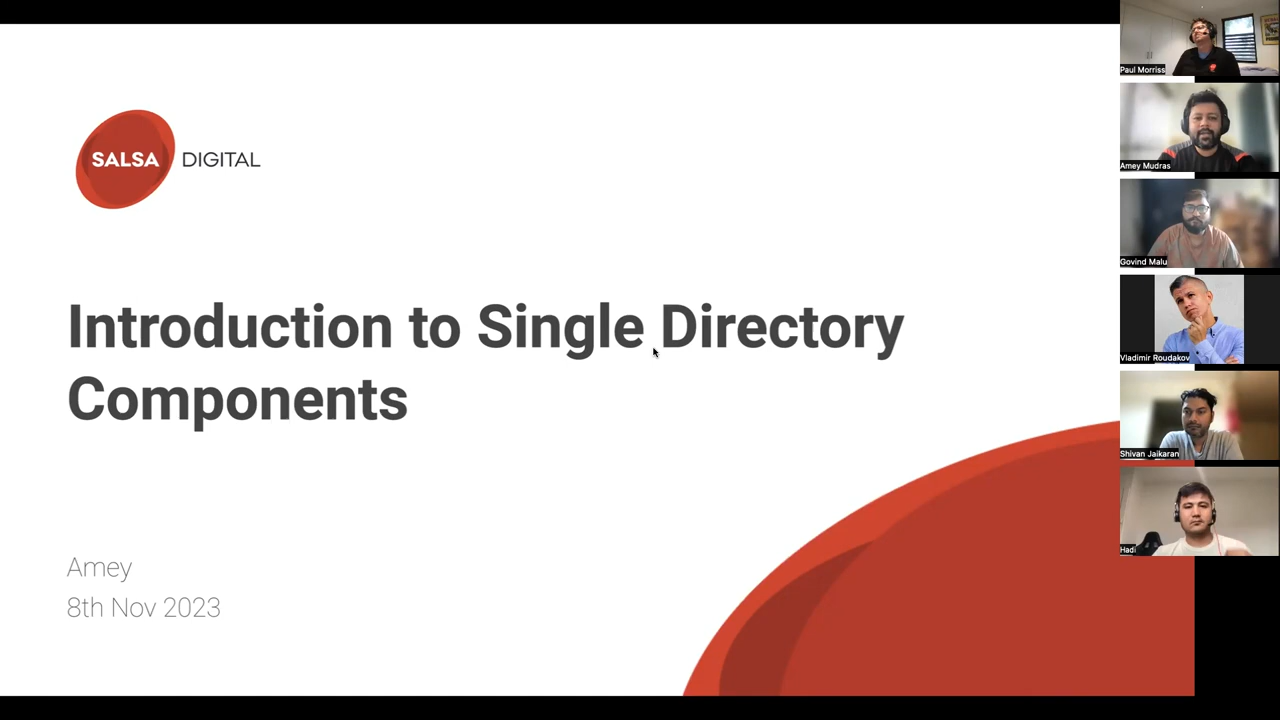 SALSA DIGITAL
Introduction to Single Directory
Components
Amey
8th Nov 2023
Paul Morriss
Amey Mudras
Govind Malu
Vladimir Roudakov
Shivan Jaikaran
Hadi